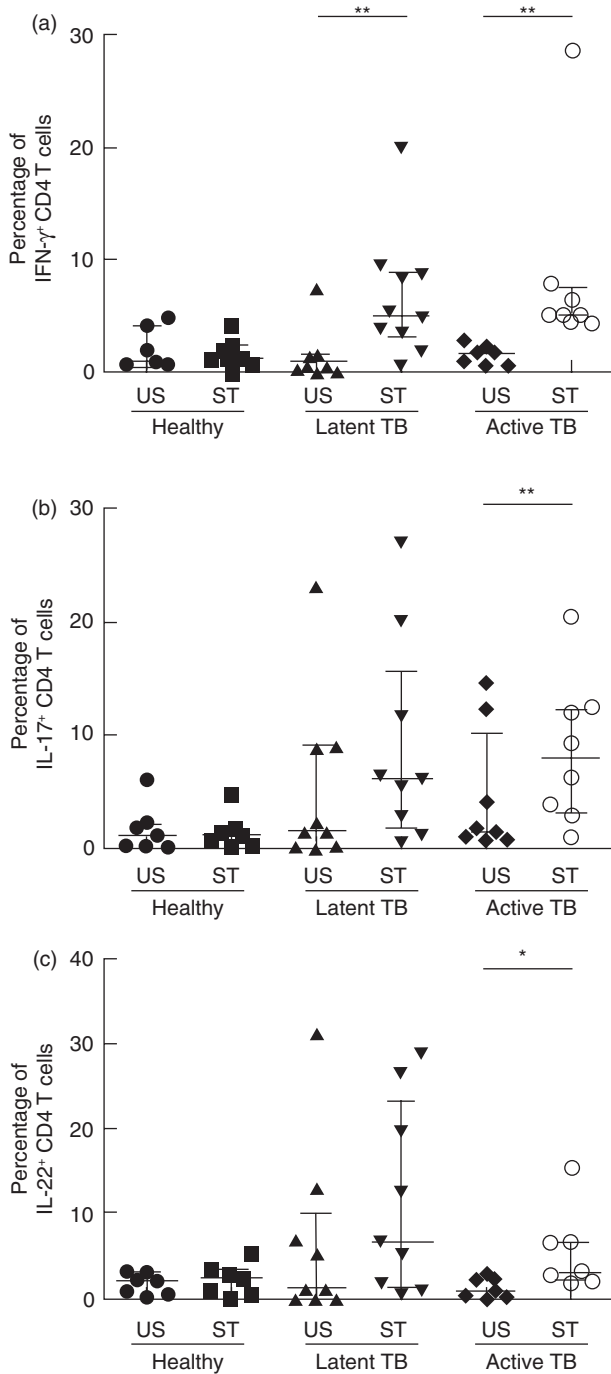 (a)
**
**
30
20
10
0
Percentage of
IFN-γ⁺ CD4 T cells
US ST US ST US ST
Healthy Latent TB Active TB
(b)
**
30
20
10
0
Percentage of
IL-17⁺ CD4 T cells
US ST US ST US ST
Healthy Latent TB Active TB
(c)
*
40
30
20
10
0
Percentage of
IL-22⁺ CD4 T cells
US ST US ST US ST
Healthy Latent TB Active TB